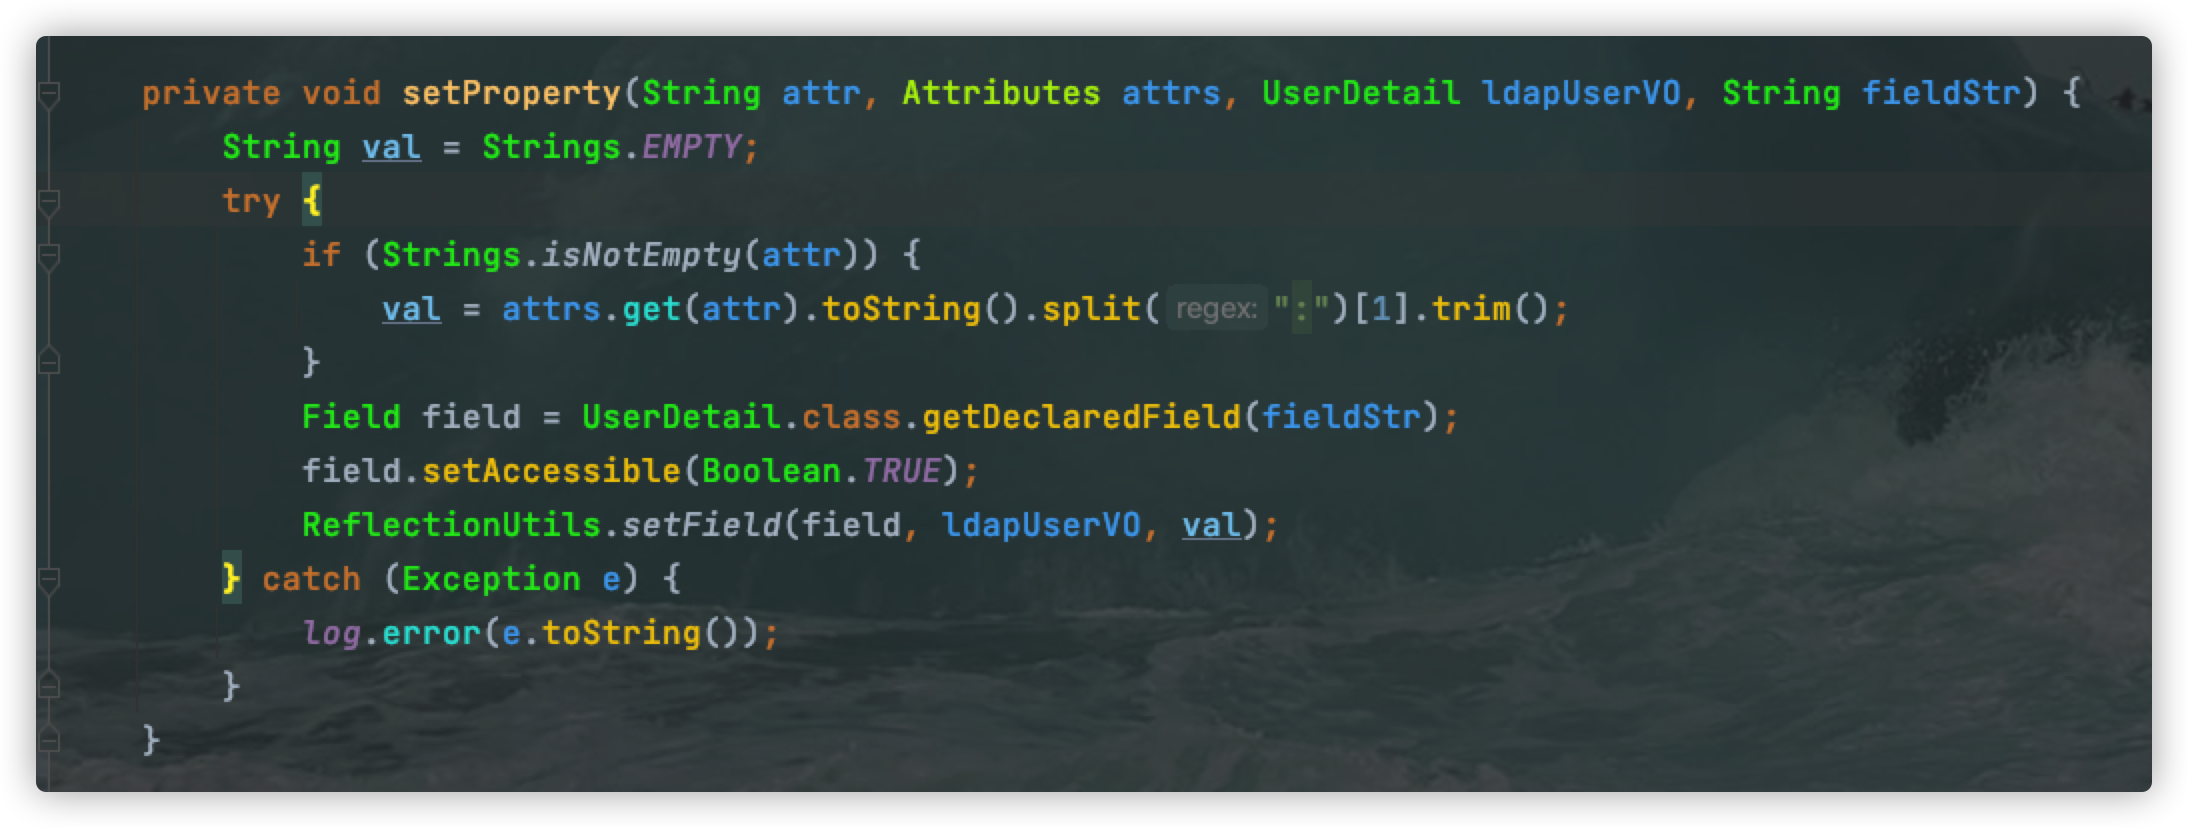 private void setProperty(String attr, Attributes attrs, UserDetail ldapUserVO, String fieldStr) {
String val = Strings.EMPTY;
try {
if (Strings.isNotEmpty(attr)) {
val = attrs.get(attr).toString().split( regex: ":")[1].trim();
}
Field field = UserDetail.class.getDeclaredField(fieldStr);
field.setAccessible(Boolean.TRUE);
ReflectionUtils.setField(field, ldapUserVO, val);
} catch (Exception e) {
log.error(e.toString());
}
}